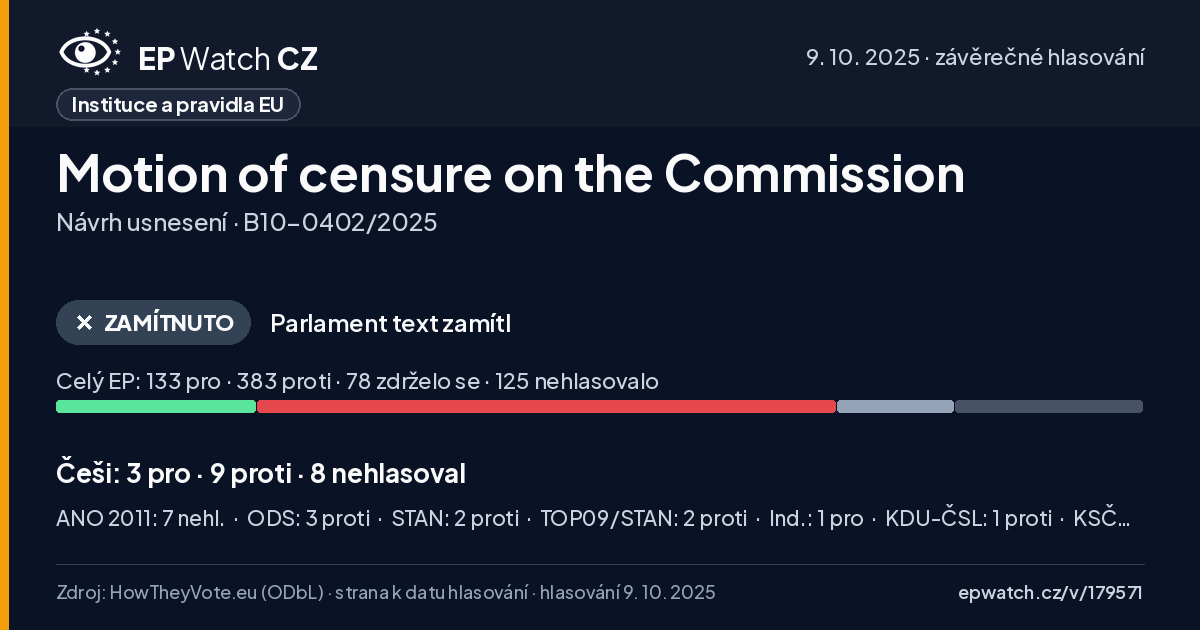 EP Watch CZ
9. 10. 2025 · závěrečné hlasování
Instituce a pravidla EU
Motion of censure on the Commission
Návrh usnesení · B10-0402/2025
✕ ZAMÍTNUTO
Parlament text zamítl
Celý EP: 133 pro · 383 proti · 78 zdrželo se · 125 nehlasovalo
Češi: 3 pro · 9 proti · 8 nehlasoval
ANO 2011: 7 nehl. · ODS: 3 proti · STAN: 2 proti · TOP09/STAN: 2 proti · Ind.: 1 pro · KDU-ČSL: 1 proti · KSČ…
Zdroj: HowTheyVote.eu (ODbL) · strana k datu hlasování · hlasování 9. 10. 2025
epwatch.cz/v/179571